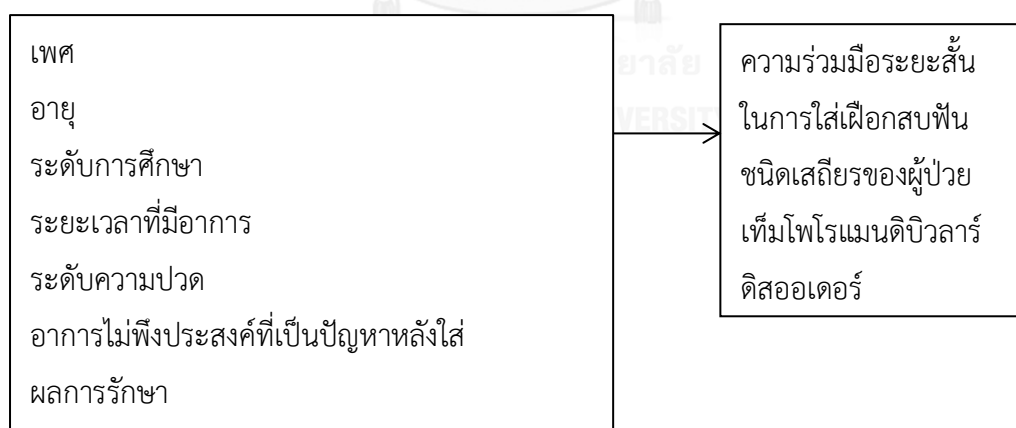 เพศ
อายุ
ระดับการศึกษา
ระยะเวลาที่มีอาการ
ระดับความปวด
อาการไม่พึงประสงค์ที่เป็นปัญหาหลังใส่
ผลการรักษา
ยาลัย
VERSIT
ความร่วมมือระยะสั้น
ในการใส่เฝือกสบฟัน
ชนิดเสถียรของผู้ป่วย
เท็มโพโรแมนดิบิวลาร์
ดิสออเดอร์